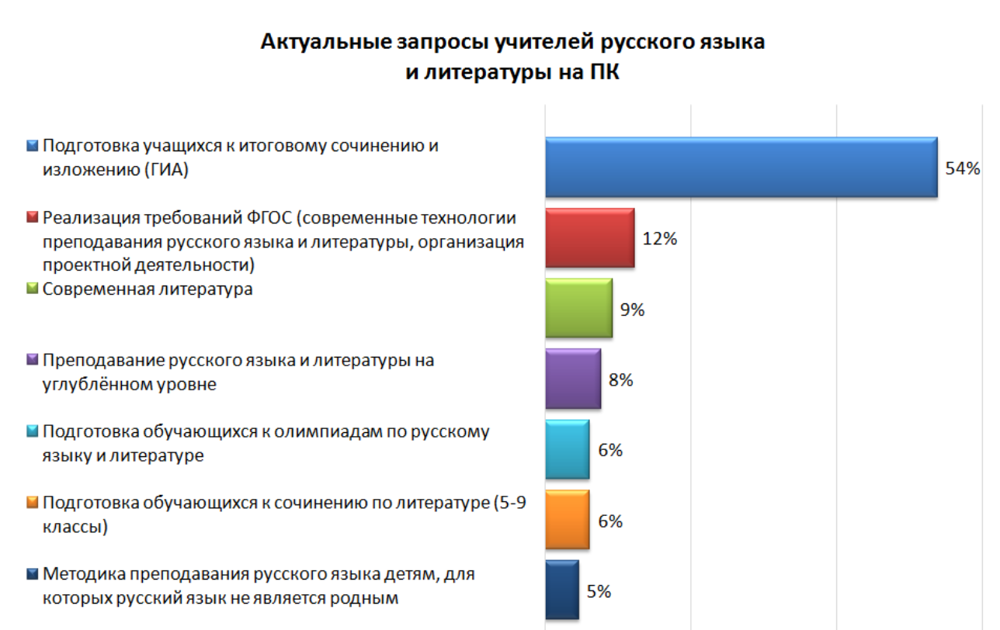 Актуальные запросы учителей русского языка
и литературы на ПК
Подготовка учащихся к итоговому сочинению и
изложению (ГИА)
54%
Реализация требований ФГОС (современные технологии
преподавания русского языка и литературы, организация
проектной деятельности)
12%
Современная литература
9%
Преподавание русского языка и литературы на
углублённом уровне
8%
Подготовка обучающихся к олимпиадам по русскому
языку и литературе
6%
Подготовка обучающихся к сочинению по литературе (5-9
классы)
6%
Методика преподавания русского языка детям, для
которых русский язык не является родным
5%